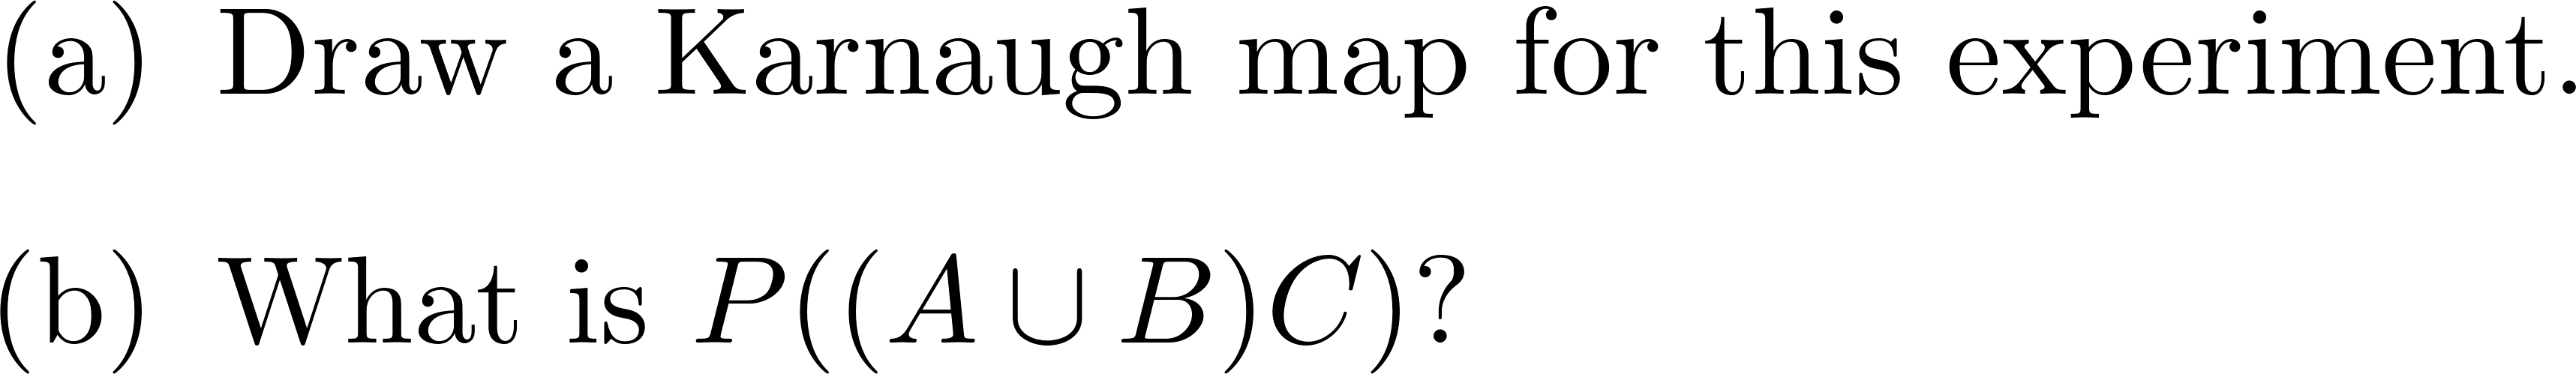 (a) Draw a Karnaugh map for this experiment.
(b) What is P((A ∪ B)C)?